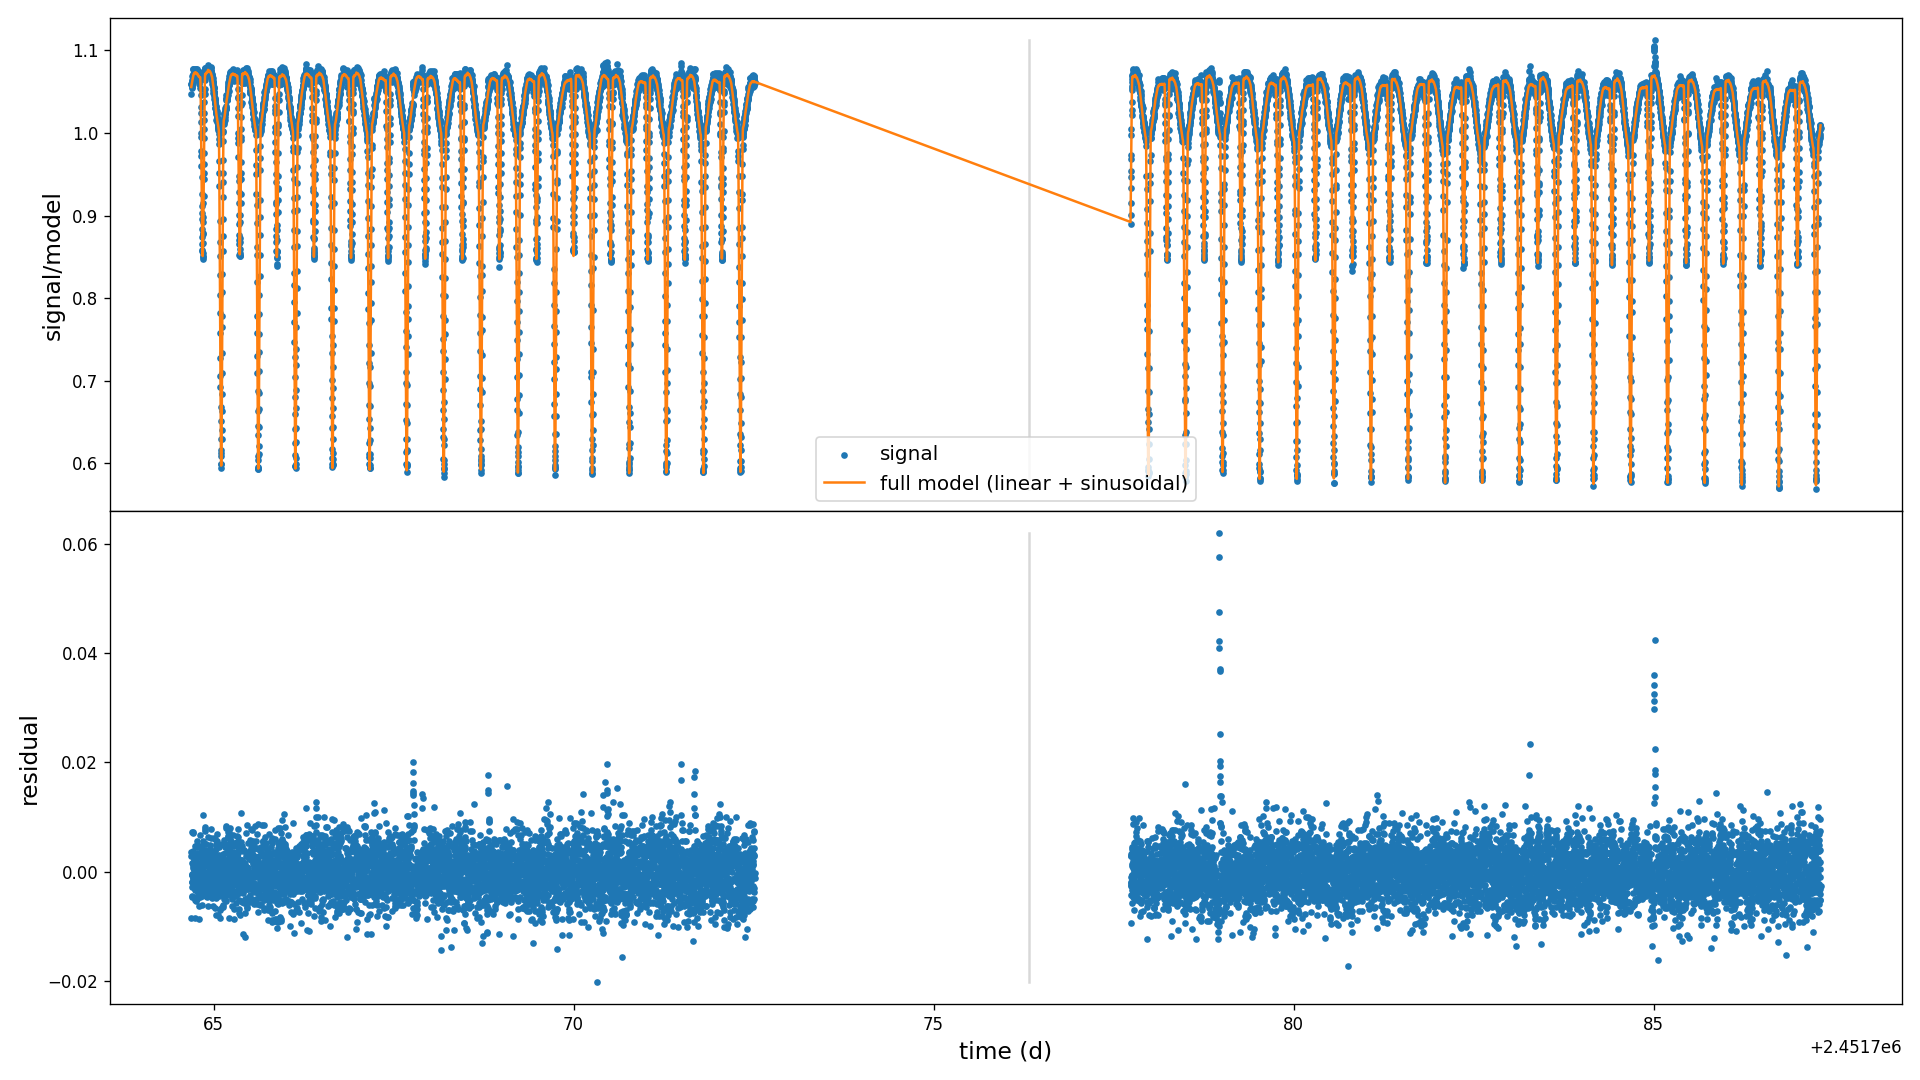 1.1
1.0
0.9
0.8
0.7
0.6
signal/model
signal
full model (linear + sinusoidal)
0.06
0.04
0.02
0.00
−0.02
residual
65
70
75
80
85
time (d)
+2.4517e6